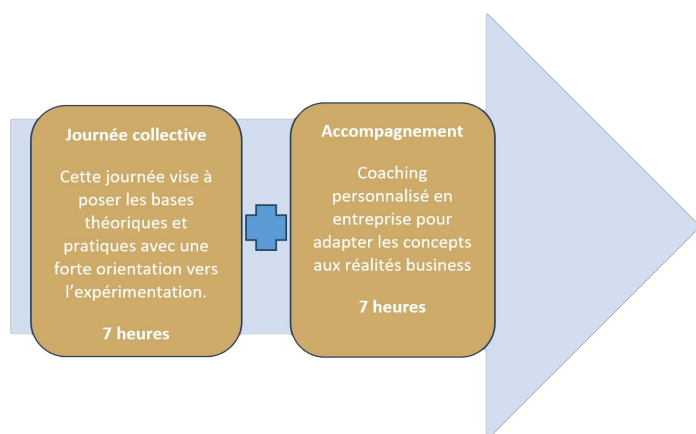 Journée collective
Cette journée vise à
poser les bases
théoriques et
pratiques avec une
forte orientation vers
l’expérimentation.
7 heures
Accompagnement
Coaching
personnalisé en
entreprise pour
adapter les concepts
aux réalités business
7 heures